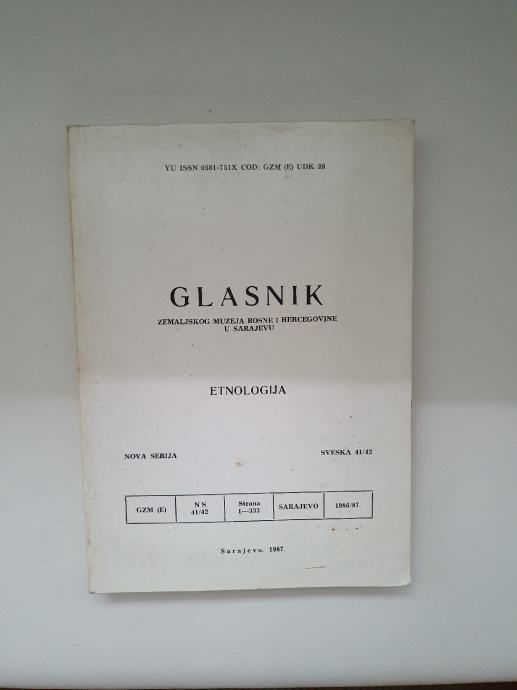 YU ISSN 0581-751X COD: GZM (E) UDK 39
GLASNIK
ZEMALJSKOG MUZEJA BOSNE I HERCEGOVINE
U SARAJEVU
ETNOLOGIJA
NOVA SERIJA SVESKA 41/42
GZM (E) N S 41/42 Strana 1—333 SARAJEVO 1986/87.
Sarajevo, 1987.